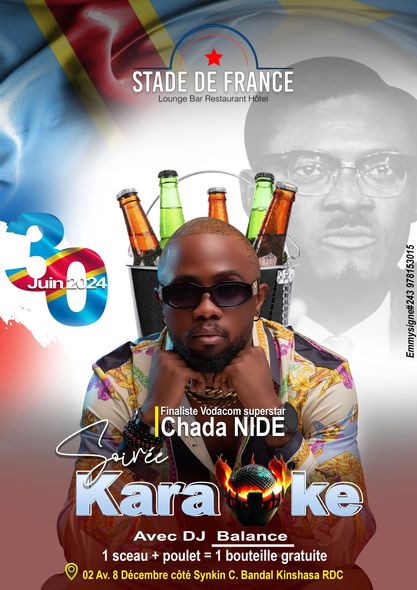 STADE DE FRANCE
Lounge Bar Restaurant Hôtel
30
Juin 2024
Emmysigne#243 978153015
Finaliste Vodacom superstar
Chada NIDE
Soirée
Karaoke
Avec DJ Balance
1 sceau + poulet = 1 bouteille gratuite
02 Av. 8 Décembre côté Synkin C. Bandal Kinshasa RDC